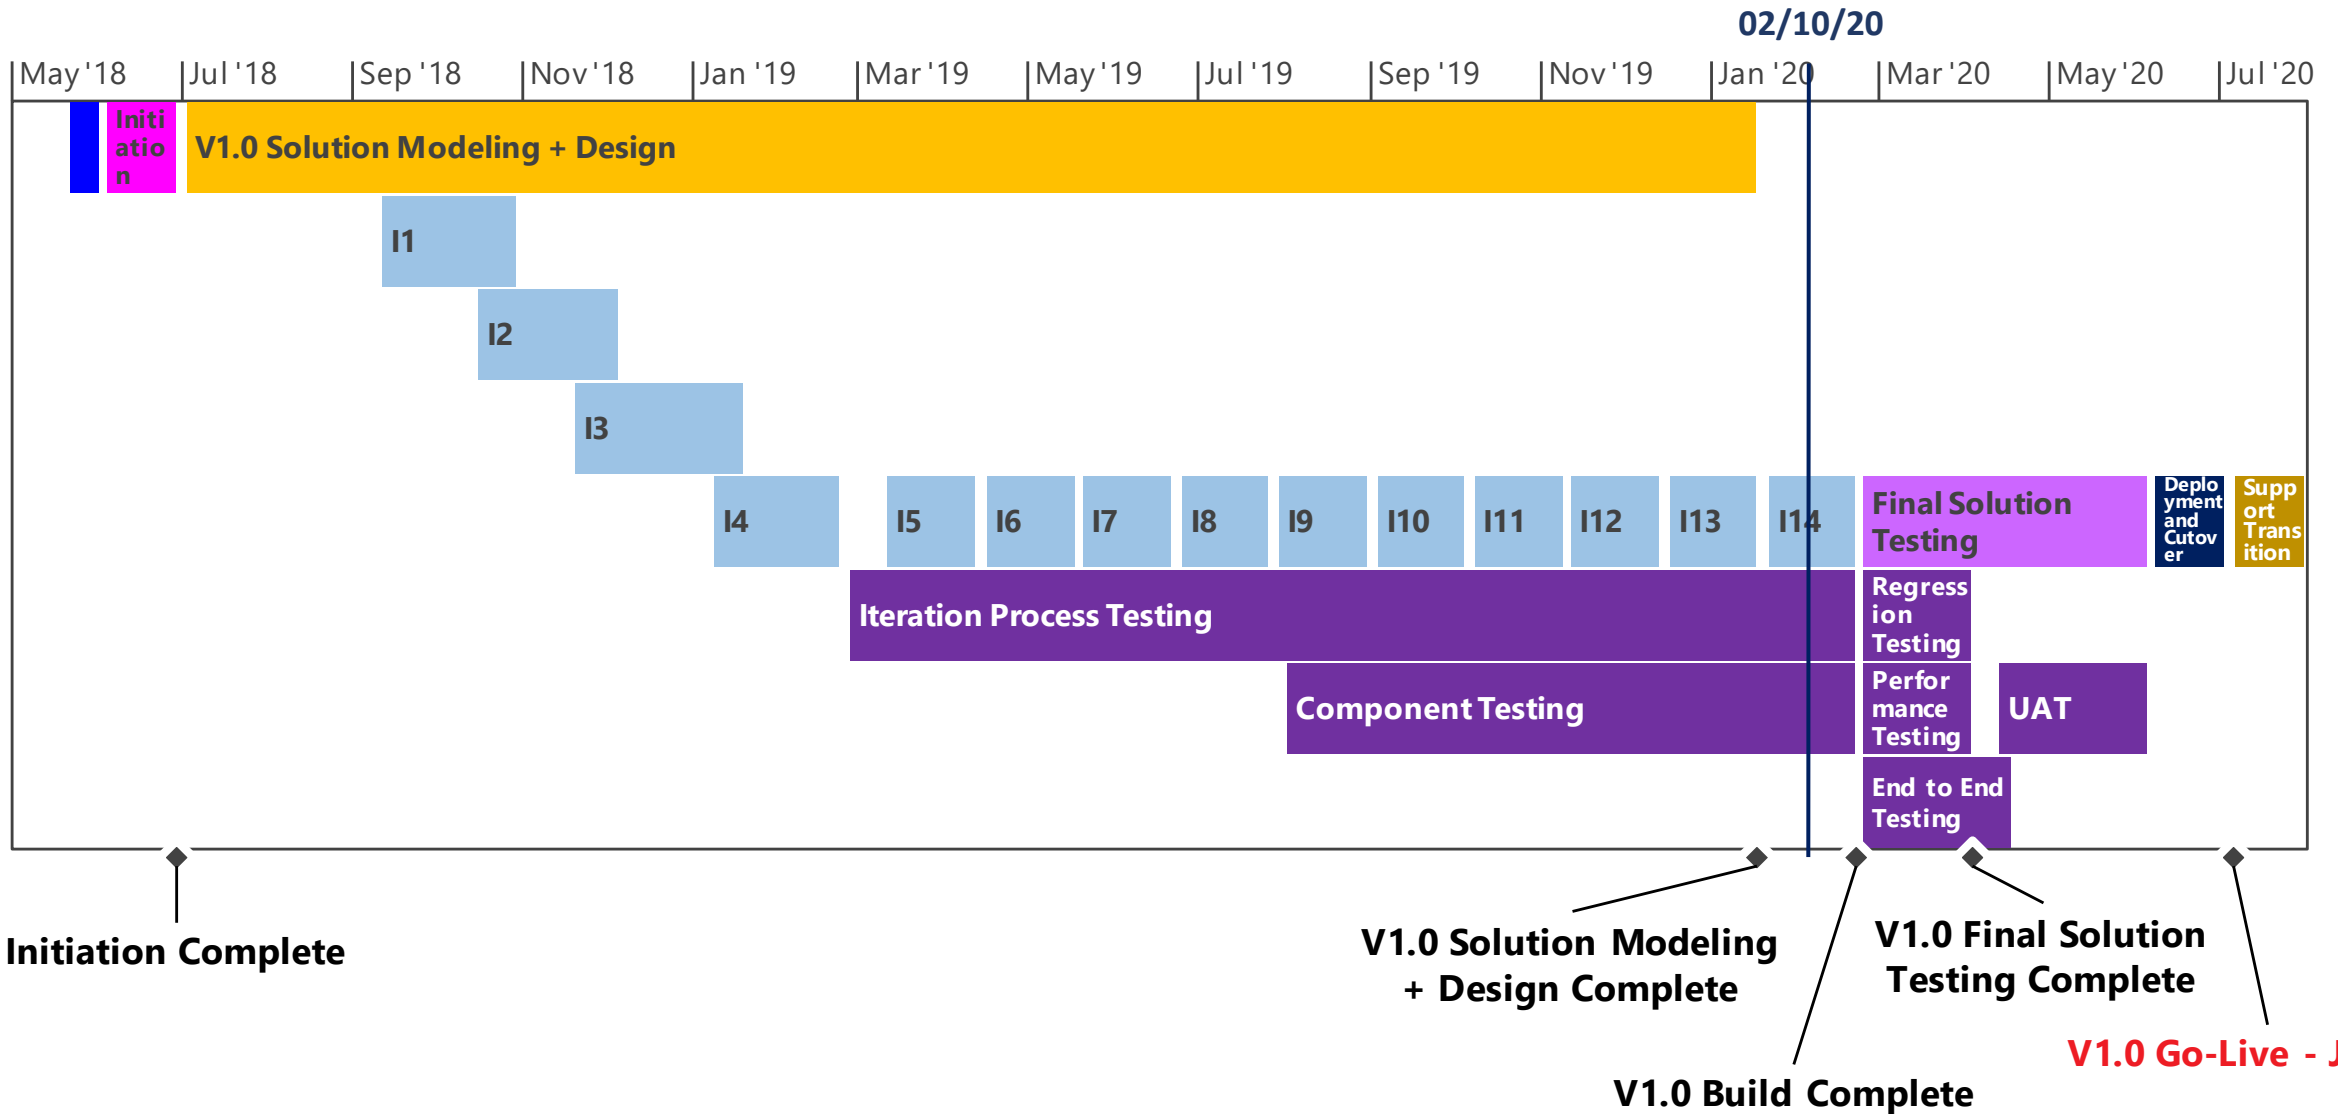 02/10/20
May '18
Jul '18
Sep '18
Nov '18
Jan '19
Mar '19
May '19
Jul '19
Sep '19
Nov '19
Jan '20
Mar '20
May '20
Jul '20
Initi
atio
n
V1.0 Solution Modeling + Design
I1
I2
I3
I4
I5
I6
I7
I8
I9
I10
I11
I12
I13
I14
Final Solution
Testing
Deplo
yment
and
Cutov
er
Supp
ort
Trans
ition
Iteration Process Testing
Regress
ion
Testing
Component Testing
Perfor
mance
Testing
UAT
End to End
Testing
Initiation Complete
V1.0 Solution Modeling
+ Design Complete
V1.0 Final Solution
Testing Complete
V1.0 Go-Live - J
V1.0 Build Complete